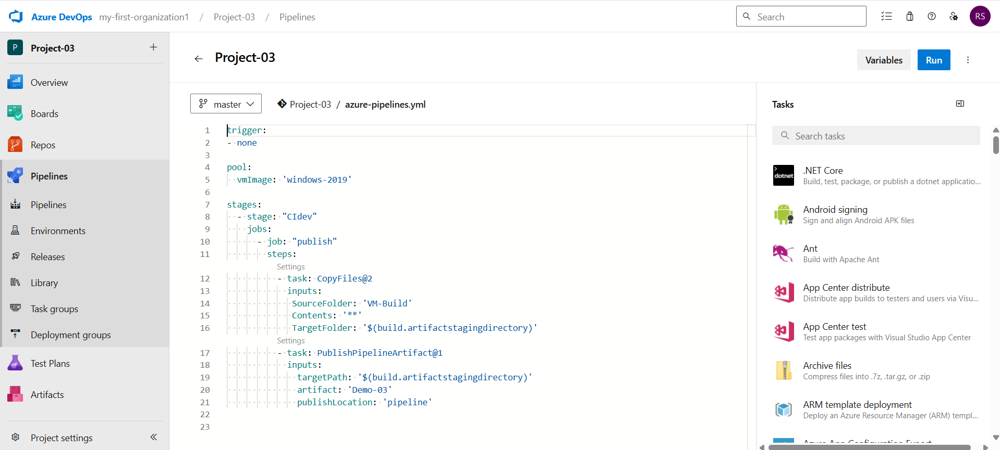 Azure DevOps my-first-organization1 / Project-03 / Pipelines
Search
RS
P Project-03
Overview
Boards
Repos
Pipelines
Pipelines
Environments
Releases
Library
Task groups
Deployment groups
Test Plans
Artifacts
Project settings
Project-03
Variables
Run
master
Project-03 / azure-pipelines.yml
1 trigger:
2 - none
3
4 pool:
5   vmImage: 'windows-2019'
6
7 stages:
8   - stage: "CIdev"
9     jobs:
10       - job: "publish"
11         steps:
Settings
12           - task: CopyFiles@2
13             inputs:
14              SourceFolder: 'VM-Build'
15              Contents: '**'
16              TargetFolder: '$(build.artifactstagingdirectory)'
Settings
17           - task: PublishPipelineArtifact@1
18             inputs:
19               targetPath: '$(build.artifactstagingdirectory)'
20               artifact: 'Demo-03'
21               publishLocation: 'pipeline'
22
23
Tasks
Search tasks
dotnet
.NET Core
Build, test, package, or publish a dotnet applicatio...
Android signing
Sign and align Android APK files
Ant
Build with Apache Ant
App Center distribute
Distribute app builds to testers and users via Visu...
App Center test
Test app packages with Visual Studio App Center
Archive files
Compress files into .7z, .tar.gz, or .zip
ARM template deployment
Deploy an Azure Resource Manager (ARM) templ...
Azure App Configuration Export